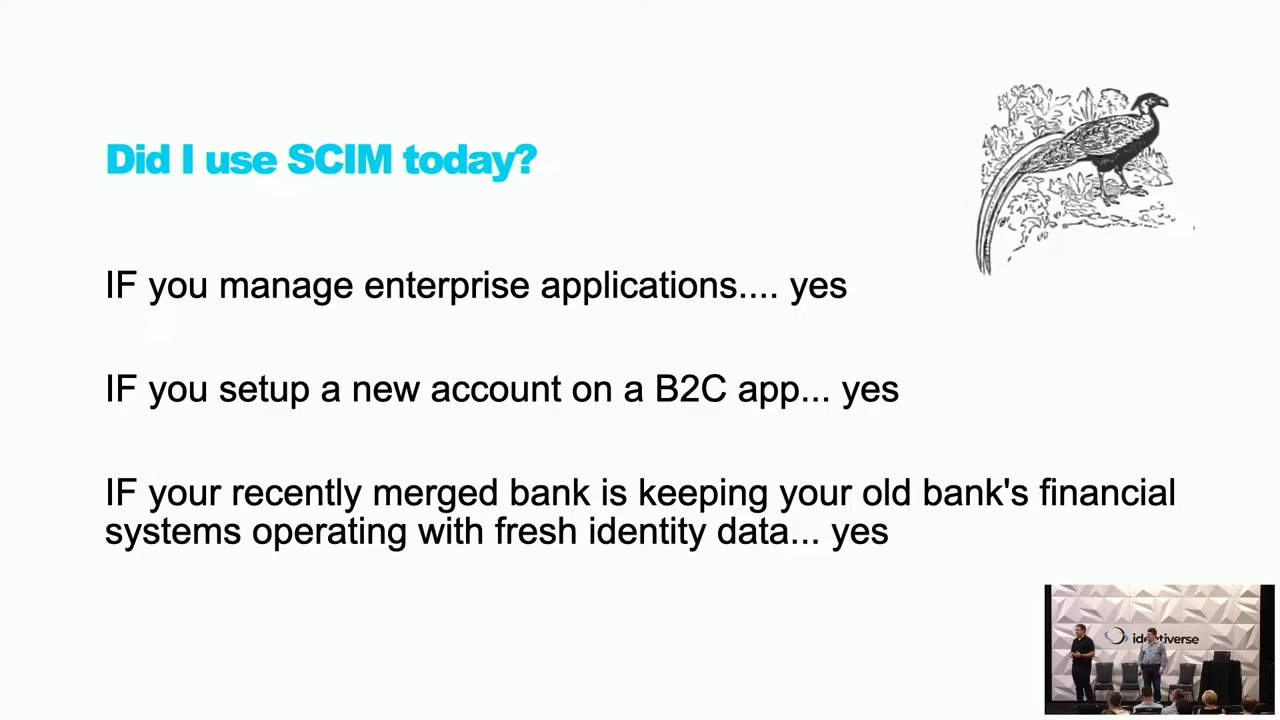 Did I use SCIM today?
IF you manage enterprise applications.... yes
IF you setup a new account on a B2C app... yes
IF your recently merged bank is keeping your old bank's financial
systems operating with fresh identity data... yes
identiverse